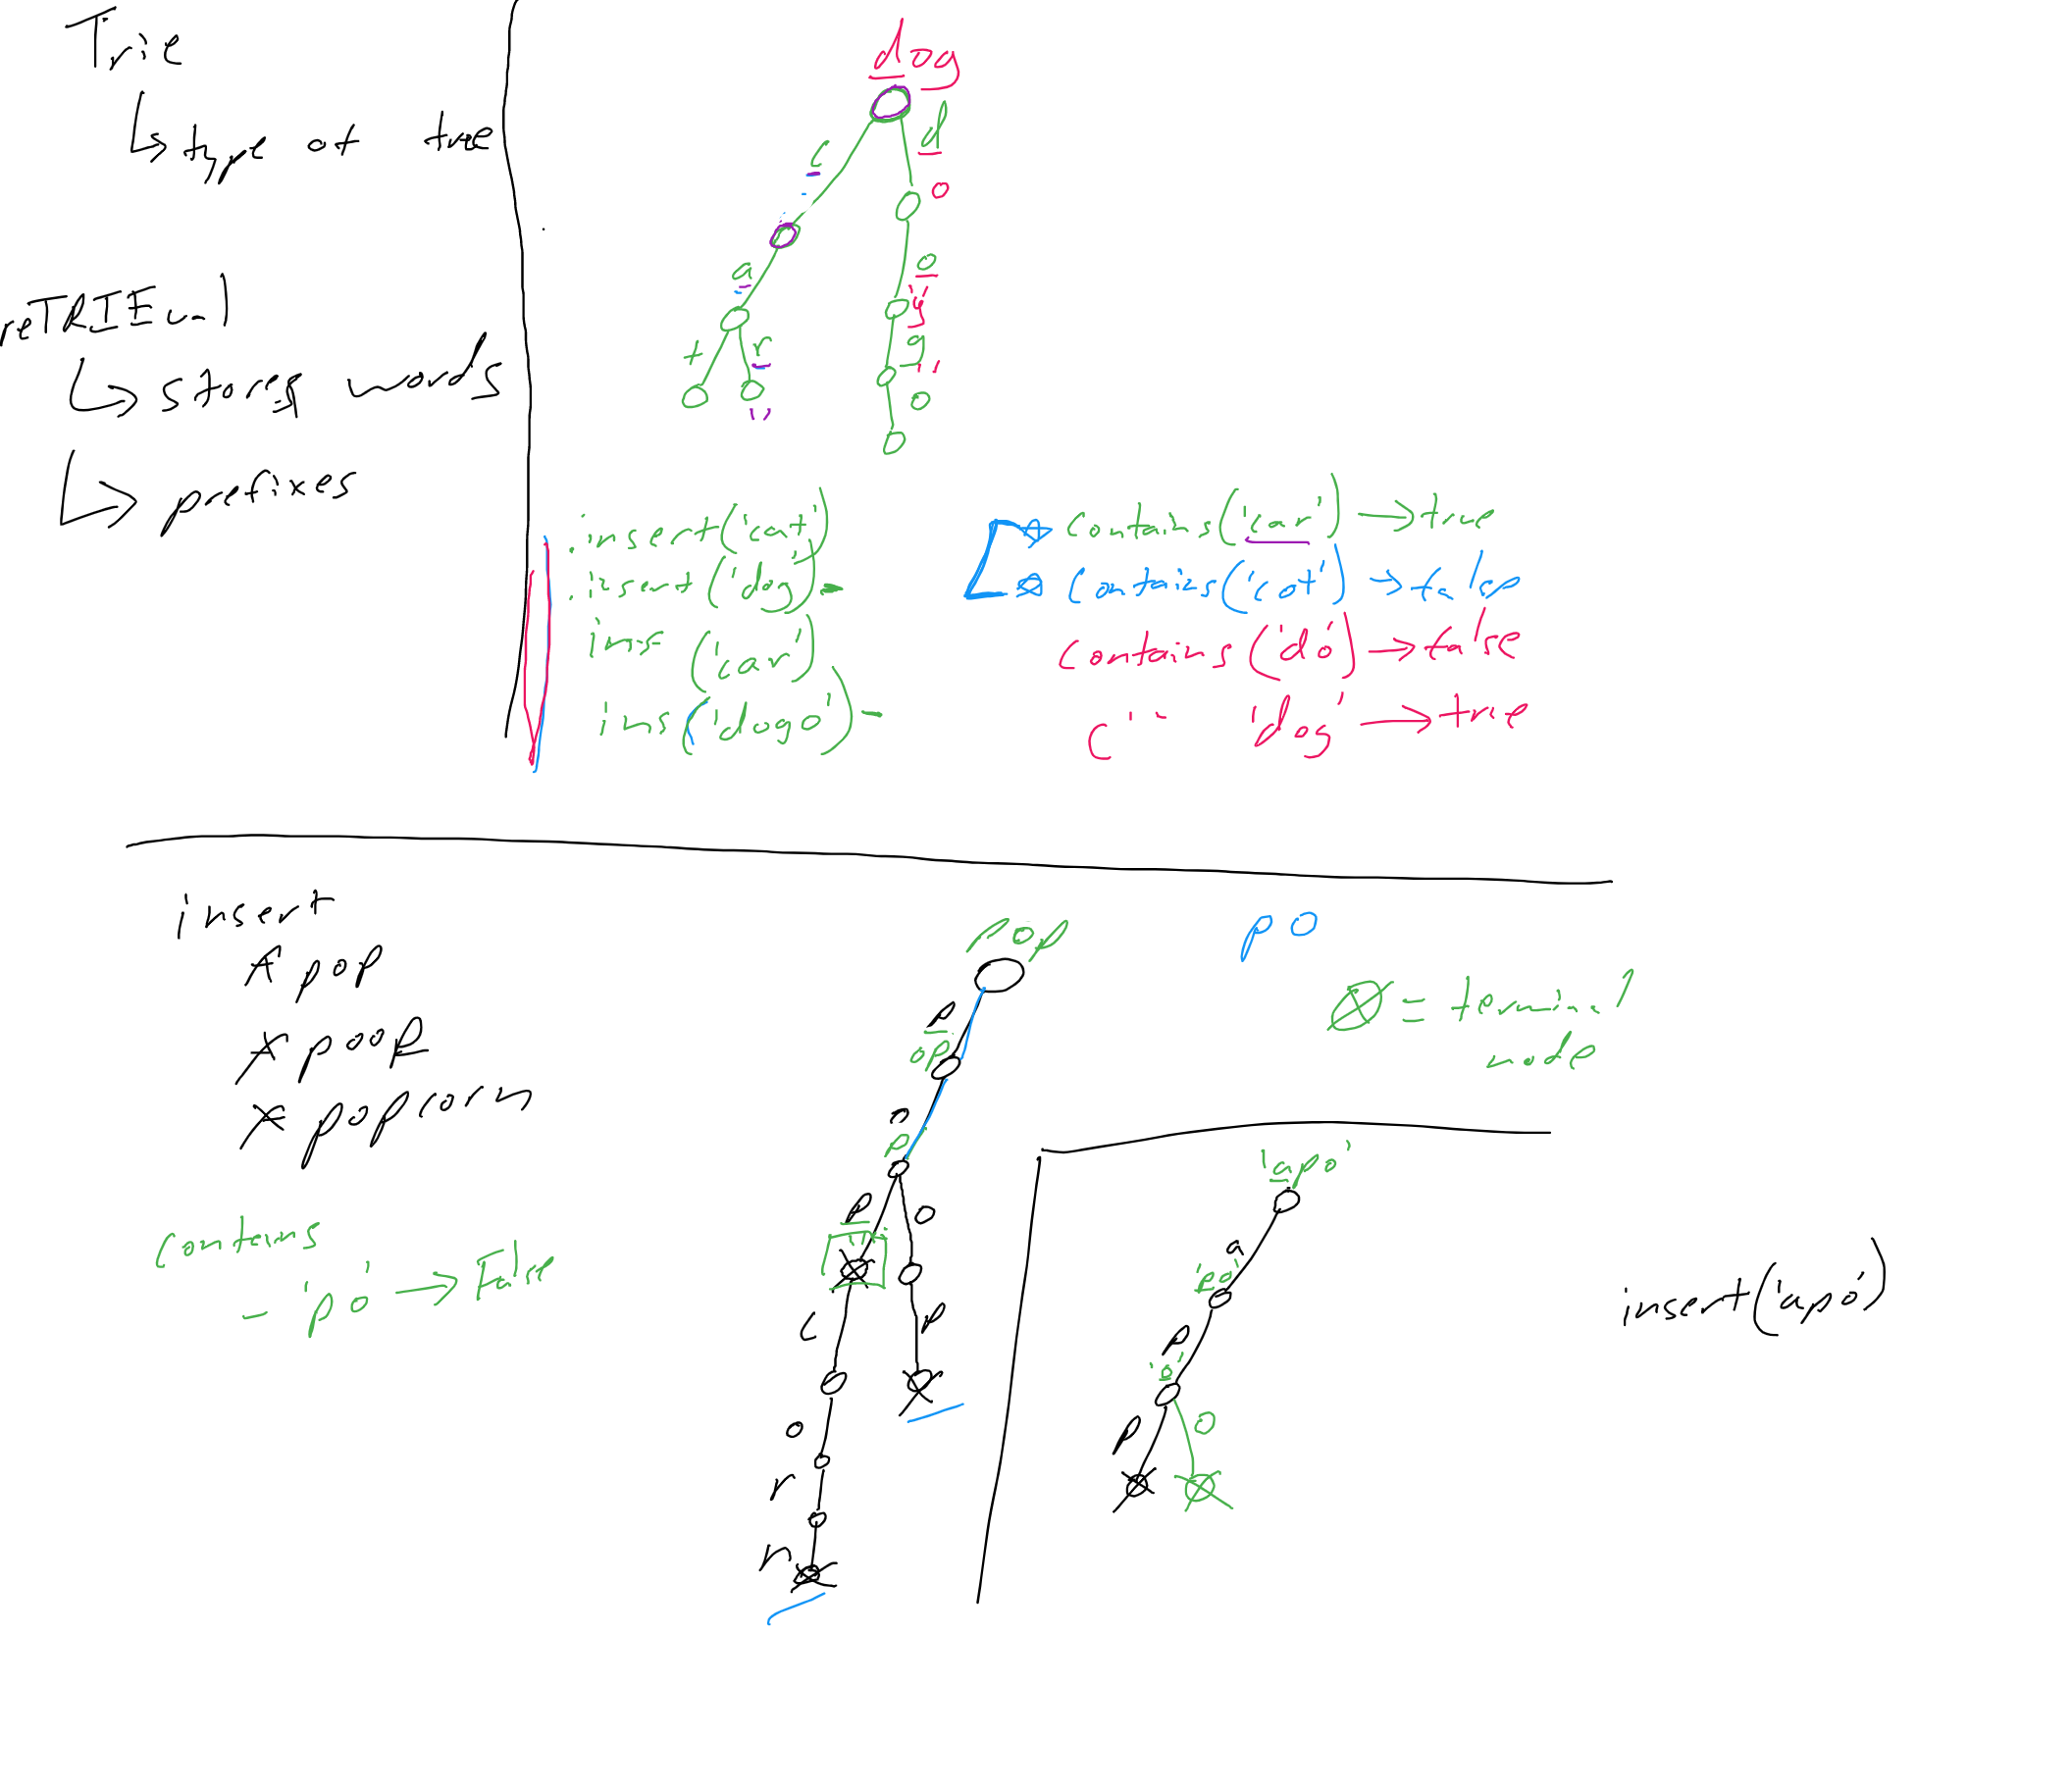 Trie
↳ type of tree
reTRIEval
↳ stores words
↳ prefixes
dog
c
d
o
a
o
'g'
t
r
g
''
o
''
.insert('cat')
.insert('dog') -
ins('car')
ins('dogo') -
contains('car') → true
contains('cot') → false
contains('do') → false
c '' 'dog' → true
insert
pop
poop
popcorn
contains
- 'po' → False
pop
p
op
o
p
p
o
''
c
p
o
r
n
po
= terminal node
'apo'
a
'po'
p
'o'
p
o
insert('apo')